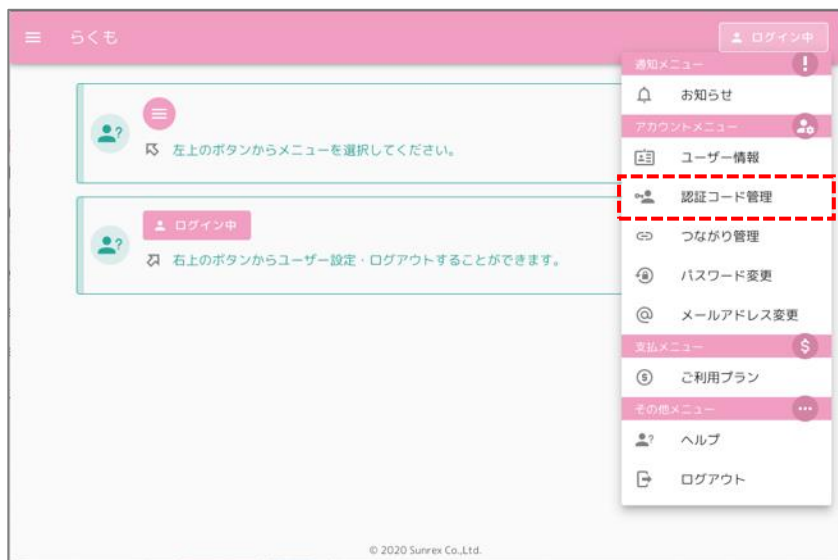 らくも
ログイン中
左上のボタンからメニューを選択してください。
ログイン中
右上のボタンからユーザー設定・ログアウトすることができます。
通知メニュー
お知らせ
アカウントメニュー
ユーザー情報
認証コード管理
つながり管理
パスワード変更
メールアドレス変更
支払メニュー
ご利用プラン
その他メニュー
ヘルプ
ログアウト
© 2020 Sunrex Co.,Ltd.